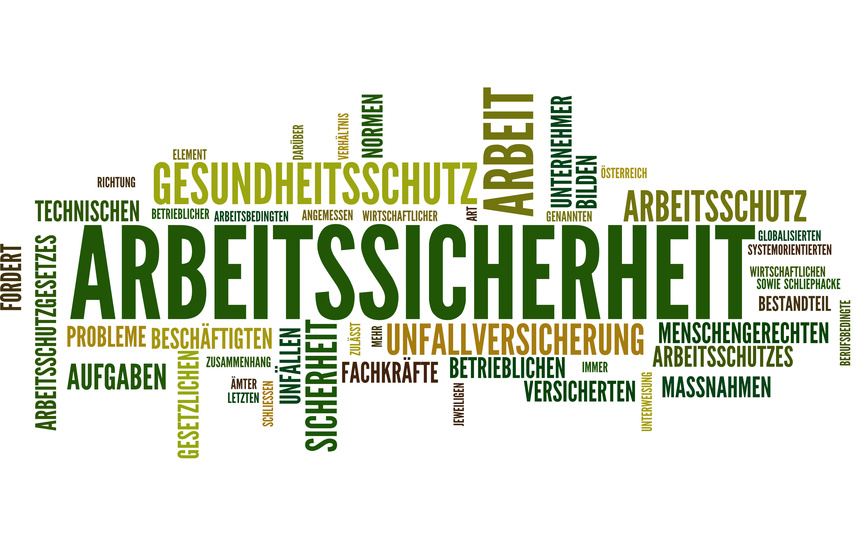 NORMEN
ARBEIT
UNTERNEHMER
DARÜBER
VERHÄLTNIS
ELEMENT
BILDEN
ÖSTERREICH
RICHTUNG
GESUNDHEITSSCHUTZ
TECHNISCHEN
BETRIEBLICHER
ARBEITSBEDINGTEN
ANGEMESSEN
WIRTSCHAFTLICHER
ART
GENANNTEN
ARBEITSSCHUTZ
FORDERT
ARBEITSSCHUTZGESETZES
ARBEITSSICHERHEIT
GLOBALISIERTEN
SYSTEMORIENTIERTEN
WIRTSCHAFTLICHEN
SOWIE SCHLIEPHACKE
BESTANDTEIL
BERUFSBEDINGTE
PROBLEME
BESCHÄFTIGTEN
UNFÄLLEN
SICHERHEIT
ZULÄSST
MEHR
UNFALLVERSICHERUNG
MENSCHENGERECHTEN
ARBEITSSCHUTZES
GESETZLICHEN
ZUSAMMENHANG
AUFGABEN
ÄMTER
LETZTEN
SCHLIESSEN
FACHKRÄFTE
BETRIEBLICHEN
IMMER
JEWEILIGEN
VERSICHERTEN
UNTERWEISUNG
MASSNAHMEN